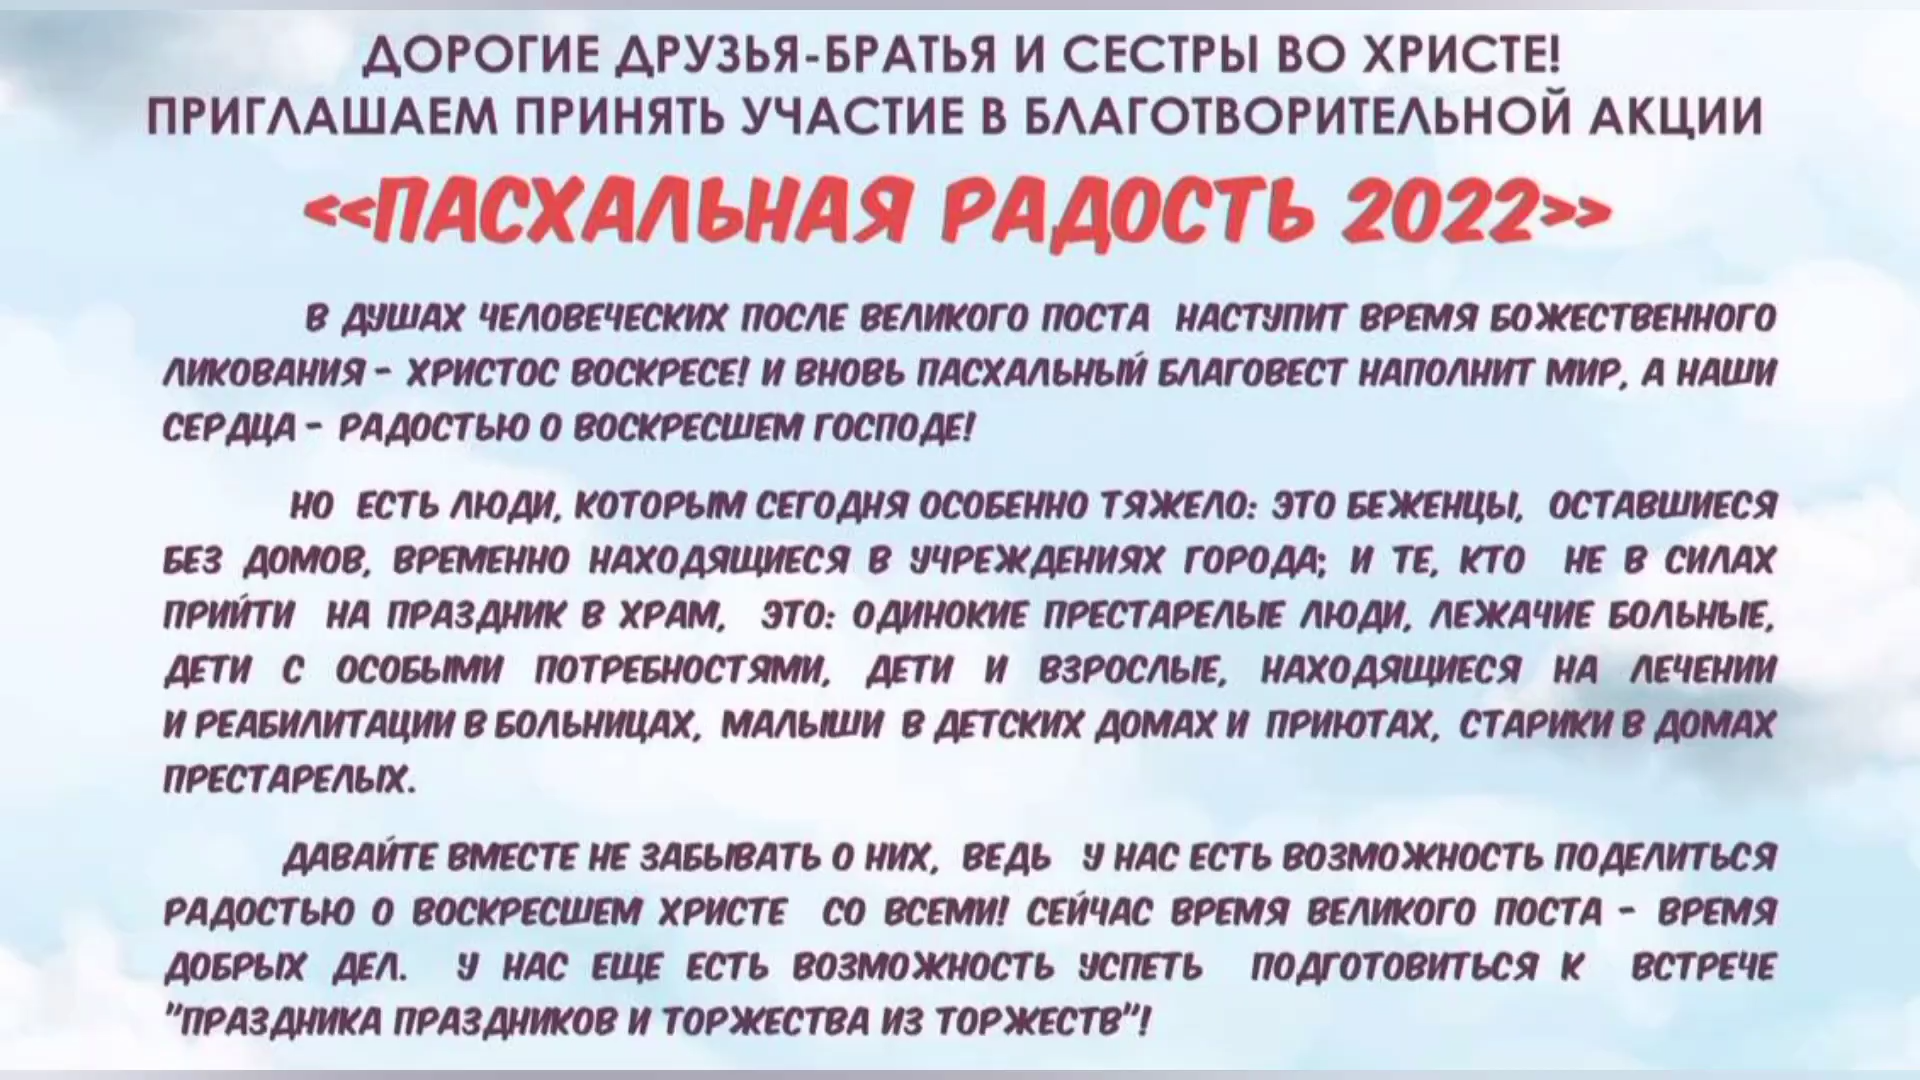 ДОРОГИЕ ДРУЗЬЯ-БРАТЬЯ И СЕСТРЫ ВО ХРИСТЕ!
ПРИГЛАШАЕМ ПРИНЯТЬ УЧАСТИЕ В БЛАГОТВОРИТЕЛЬНОЙ АКЦИИ
<<ПАСХАЛЬНАЯ РАДОСТЬ 2022>>
В ДУШАХ ЧЕЛОВЕЧЕСКИХ ПОСЛЕ ВЕЛИКОГО ПОСТА НАСТУПИТ ВРЕМЯ БОЖЕСТВЕННОГО
ЛИКОВАНИЯ - ХРИСТОС ВОСКРЕСЕ! И ВНОВЬ ПАСХАЛЬНЫЙ БЛАГОВЕСТ НАПОЛНИТ МИР, А НАШИ
СЕРДЦА - РАДОСТЬЮ О ВОСКРЕСШЕМ ГОСПОДЕ!
НО ЕСТЬ ЛЮДИ, КОТОРЫМ СЕГОДНЯ ОСОБЕННО ТЯЖЕЛО: ЭТО БЕЖЕНЦЫ, ОСТАВШИЕСЯ
БЕЗ ДОМОВ, ВРЕМЕННО НАХОДЯЩИЕСЯ В УЧРЕЖДЕНИЯХ ГОРОДА; И ТЕ, КТО НЕ В СИЛАХ
ПРИЙТИ НА ПРАЗДНИК В ХРАМ, ЭТО: ОДИНОКИЕ ПРЕСТАРЕЛЫЕ ЛЮДИ, ЛЕЖАЧИЕ БОЛЬНЫЕ,
ДЕТИ С ОСОБЫМИ ПОТРЕБНОСТЯМИ, ДЕТИ И ВЗРОСЛЫЕ, НАХОДЯЩИЕСЯ НА ЛЕЧЕНИИ
И РЕАБИЛИТАЦИИ В БОЛЬНИЦАХ, МАЛЫШИ В ДЕТСКИХ ДОМАХ И ПРИЮТАХ, СТАРИКИ В ДОМАХ
ПРЕСТАРЕЛЫХ.
ДАВАЙТЕ ВМЕСТЕ НЕ ЗАБЫВАТЬ О НИХ, ВЕДЬ У НАС ЕСТЬ ВОЗМОЖНОСТЬ ПОДЕЛИТЬСЯ
РАДОСТЬЮ О ВОСКРЕСШЕМ ХРИСТЕ СО ВСЕМИ! СЕЙЧАС ВРЕМЯ ВЕЛИКОГО ПОСТА - ВРЕМЯ
ДОБРЫХ ДЕЛ. У НАС ЕЩЕ ЕСТЬ ВОЗМОЖНОСТЬ УСПЕТЬ ПОДГОТОВИТЬСЯ К ВСТРЕЧЕ
"ПРАЗДНИКА ПРАЗДНИКОВ И ТОРЖЕСТВА ИЗ ТОРЖЕСТВ"!